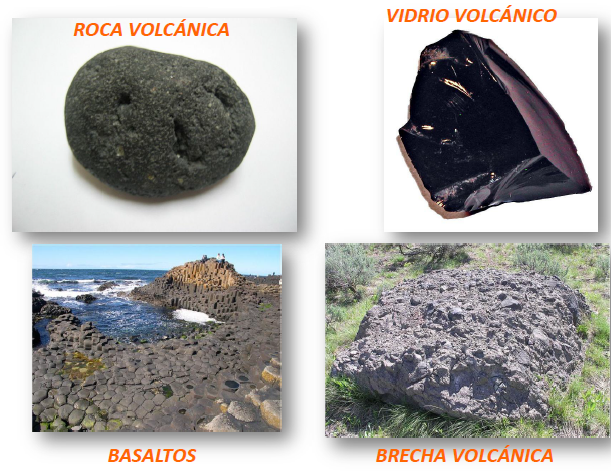 ROCA VOLCÁNICA
VIDRIO VOLCÁNICO
BASALTOS
BRECHA VOLCÁNICA